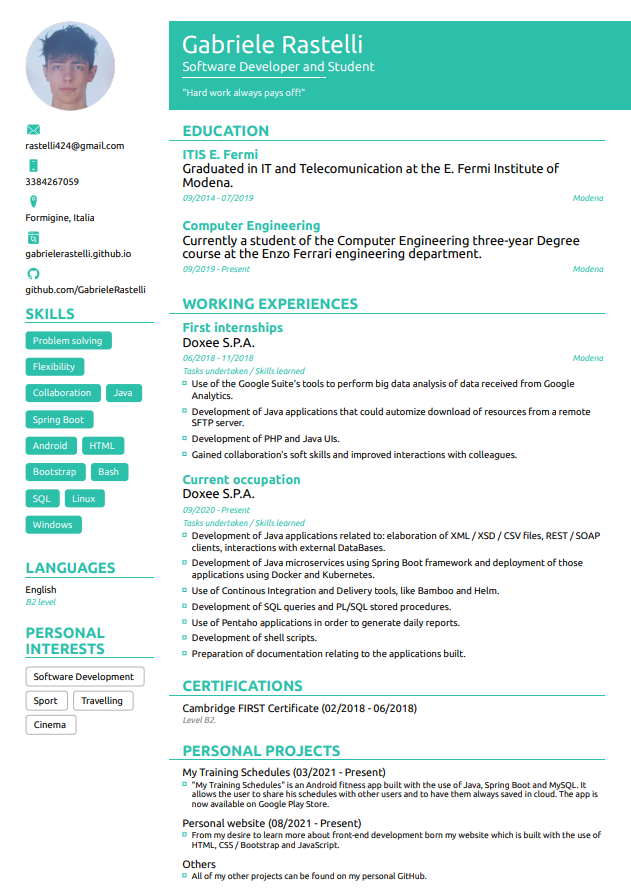 Gabriele Rastelli
Software Developer and Student
"Hard work always pays off!"
rastelli424@gmail.com
3384267059
Formigine, Italia
gabrielerastelli.github.io
github.com/GabrieleRastelli
SKILLS
Problem solving
Flexibility
Collaboration
Java
Spring Boot
Android
HTML
Bootstrap
Bash
SQL
Linux
Windows
LANGUAGES
English
B2 level
PERSONAL
INTERESTS
Software Development
Sport
Travelling
Cinema
EDUCATION
ITIS E. Fermi
Graduated in IT and Telecomunication at the E. Fermi Institute of
Modena.
09/2014 - 07/2019
Modena
Computer Engineering
Currently a student of the Computer Engineering three-year Degree
course at the Enzo Ferrari engineering department.
09/2019 - Present
Modena
WORKING EXPERIENCES
First internships
Doxee S.P.A.
06/2018 - 11/2018
Modena
Tasks undertaken / Skills learned
Use of the Google Suite's tools to perform big data analysis of data received from Google
Analytics.
Development of Java applications that could automize download of resources from a remote
SFTP server.
Development of PHP and Java UIs.
Gained collaboration's soft skills and improved interactions with colleagues.
Current occupation
Doxee S.P.A.
09/2020 - Present
Tasks undertaken / Skills learned
Development of Java applications related to: elaboration of XML / XSD / CSV files, REST / SOAP
clients, interactions with external DataBases.
Development of Java microservices using Spring Boot framework and deployment of those
applications using Docker and Kubernetes.
Use of Continous Integration and Delivery tools, like Bamboo and Helm.
Development of SQL queries and PL/SQL stored procedures.
Use of Pentaho applications in order to generate daily reports.
Development of shell scripts.
Preparation of documentation relating to the applications built.
CERTIFICATIONS
Cambridge FIRST Certificate (02/2018 - 06/2018)
Level B2.
PERSONAL PROJECTS
My Training Schedules (03/2021 - Present)
"My Training Schedules" is an Android fitness app built with the use of Java, Spring Boot and MySQL. It
allows the user to share his schedules with other users and to have them always saved in cloud. The app is
now available on Google Play Store.
Personal website (08/2021 - Present)
From my desire to learn more about front-end development born my website which is built with the use of
HTML, CSS / Bootstrap and JavaScript.
Others
All of my other projects can be found on my personal GitHub.